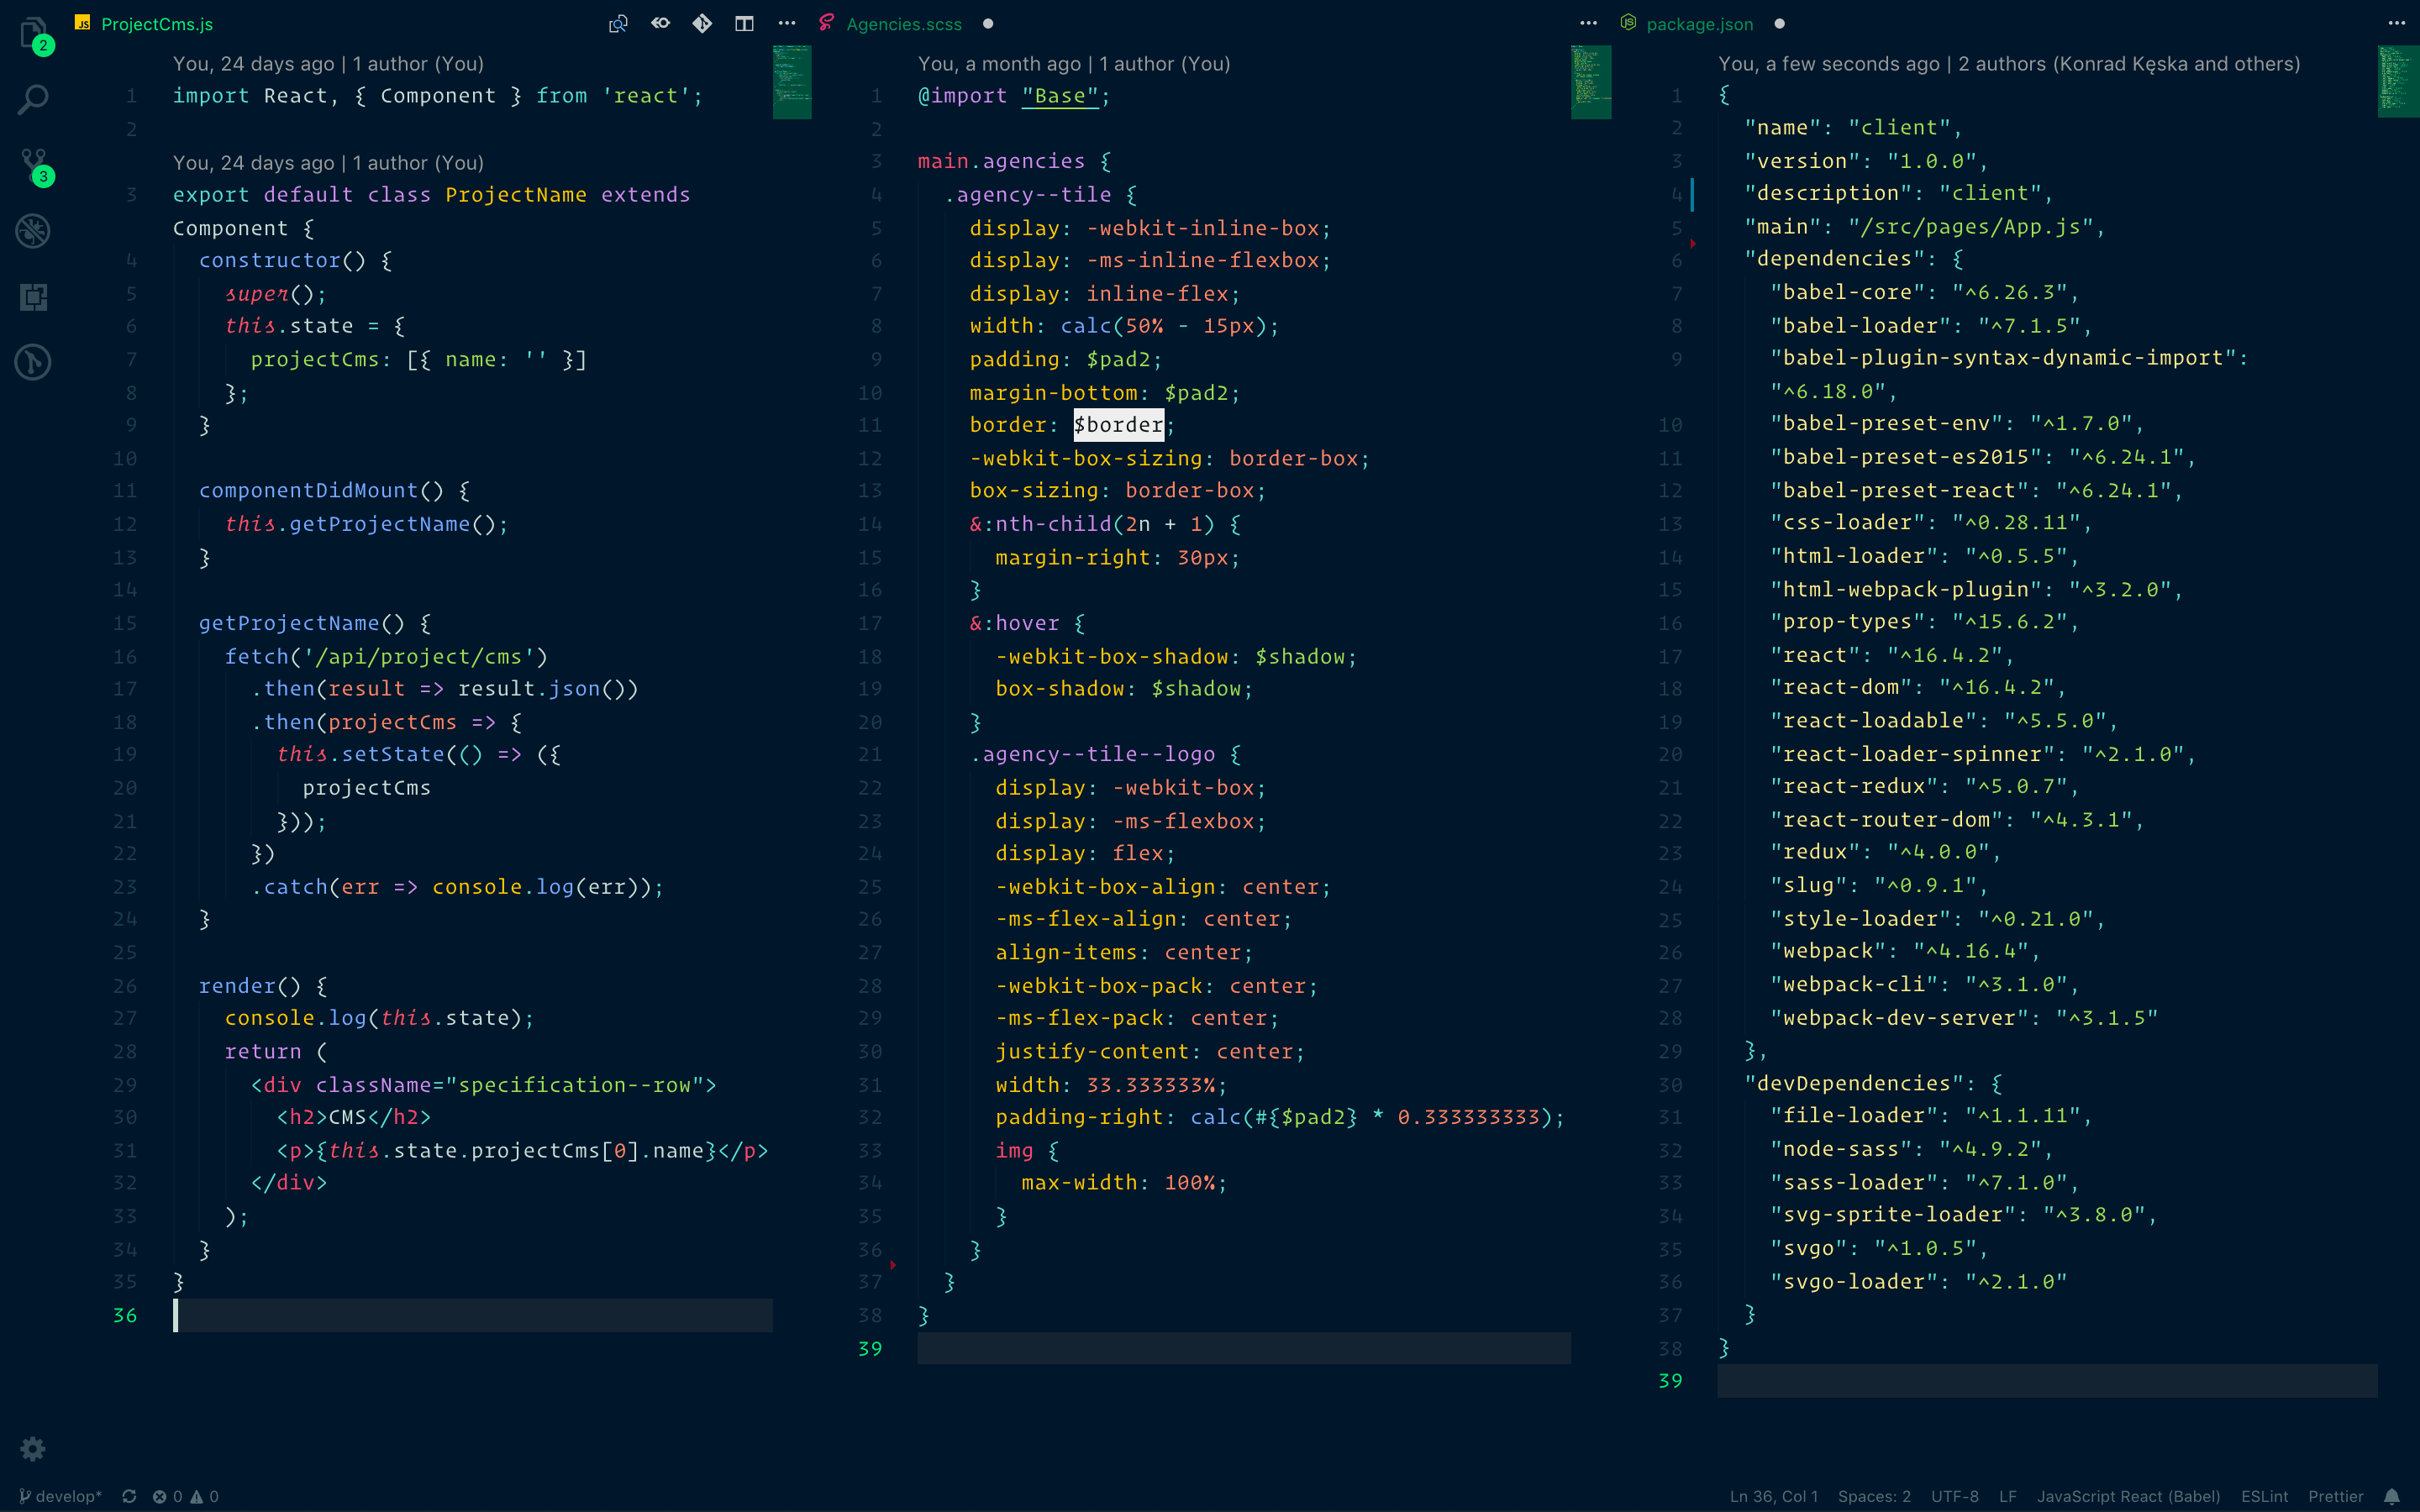 2
3
ProjectCms.js
You, 24 days ago | 1 author (You)
1 import React, { Component } from 'react';
2
You, 24 days ago | 1 author (You)
3 export default class ProjectName extends
Component {
4 constructor() {
5 super();
6 this.state = {
7 projectCms: [{ name: '' }]
8 };
9 }
10
11 componentDidMount() {
12 this.getProjectName();
13 }
14
15 getProjectName() {
16 fetch('/api/project/cms')
17 .then(result => result.json())
18 .then(projectCms => {
19 this.setState(() => ({
20 projectCms
21 }));
22 })
23 .catch(err => console.log(err));
24 }
25
26 render() {
27 console.log(this.state);
28 return (
29 <div className="specification--row">
30 <h2>CMS</h2>
31 <p>{this.state.projectCms[0].name}</p>
32 </div>
33 );
34 }
35 }
36
Agencies.scss
You, a month ago | 1 author (You)
1 @import "Base";
2
3 main.agencies {
4 .agency--tile {
5 display: -webkit-inline-box;
6 display: -ms-inline-flexbox;
7 display: inline-flex;
8 width: calc(50% - 15px);
9 padding: $pad2;
10 margin-bottom: $pad2;
11 border: $border;
12 -webkit-box-sizing: border-box;
13 box-sizing: border-box;
14 &:nth-child(2n + 1) {
15 margin-right: 30px;
16 }
17 &:hover {
18 -webkit-box-shadow: $shadow;
19 box-shadow: $shadow;
20 }
21 .agency--tile--logo {
22 display: -webkit-box;
23 display: -ms-flexbox;
24 display: flex;
25 -webkit-box-align: center;
26 -ms-flex-align: center;
27 align-items: center;
28 -webkit-box-pack: center;
29 -ms-flex-pack: center;
30 justify-content: center;
31 width: 33.333333%;
32 padding-right: calc(#{$pad2} * 0.333333333);
33 img {
34 max-width: 100%;
35 }
36 }
37 }
38 }
39
package.json
You, a few seconds ago | 2 authors (Konrad Kęska and others)
1 {
2 "name": "client",
3 "version": "1.0.0",
4 "description": "client",
5 "main": "/src/pages/App.js",
6 "dependencies": {
7 "babel-core": "^6.26.3",
8 "babel-loader": "^7.1.5",
9 "babel-plugin-syntax-dynamic-import":
"^6.18.0",
10 "babel-preset-env": "^1.7.0",
11 "babel-preset-es2015": "^6.24.1",
12 "babel-preset-react": "^6.24.1",
13 "css-loader": "^0.28.11",
14 "html-loader": "^0.5.5",
15 "html-webpack-plugin": "^3.2.0",
16 "prop-types": "^15.6.2",
17 "react": "^16.4.2",
18 "react-dom": "^16.4.2",
19 "react-loadable": "^5.5.0",
20 "react-loader-spinner": "^2.1.0",
21 "react-redux": "^5.0.7",
22 "react-router-dom": "^4.3.1",
23 "redux": "^4.0.0",
24 "slug": "^0.9.1",
25 "style-loader": "^0.21.0",
26 "webpack": "^4.16.4",
27 "webpack-cli": "^3.1.0",
28 "webpack-dev-server": "^3.1.5"
29 },
30 "devDependencies": {
31 "file-loader": "^1.1.11",
32 "node-sass": "^4.9.2",
33 "sass-loader": "^7.1.0",
34 "svg-sprite-loader": "^3.8.0",
35 "svgo": "^1.0.5",
36 "svgo-loader": "^2.1.0"
37 }
38 }
39
develop* 0 0
Ln 36, Col 1 Spaces: 2 UTF-8 LF JavaScript React (Babel) ESLint Prettier